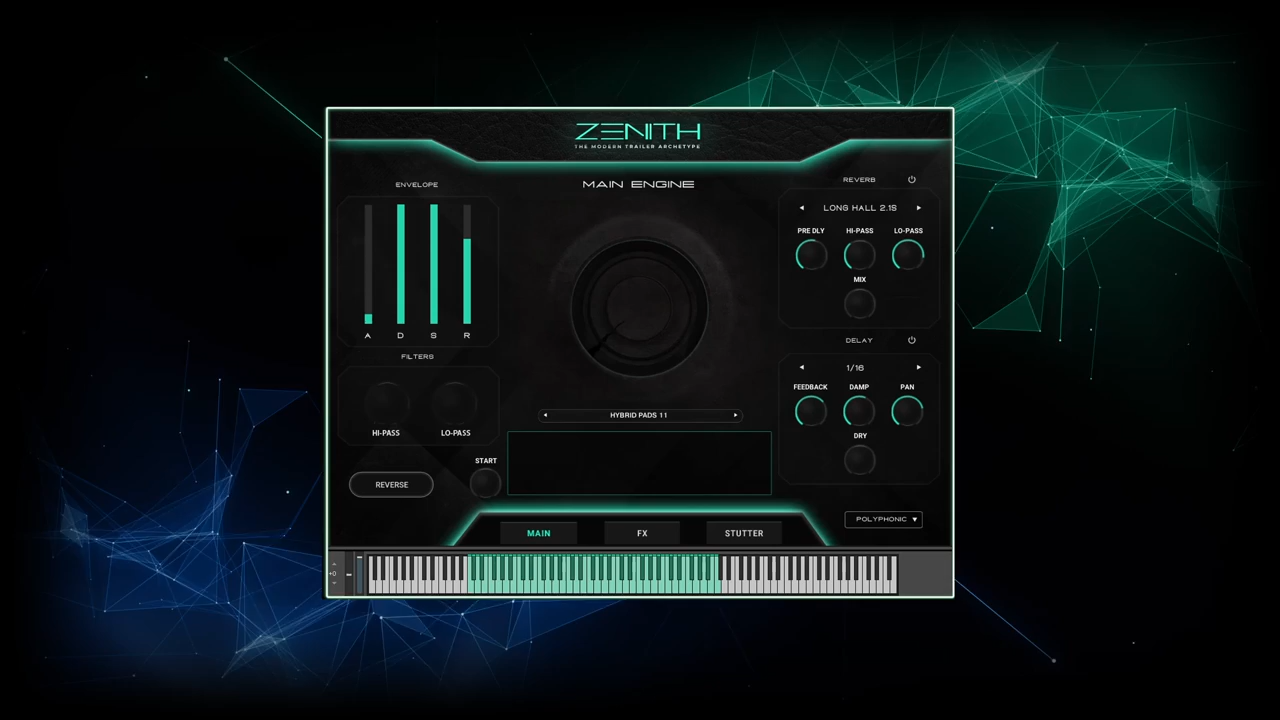 ZENITH
THE MODERN TRAILER ARCHETYPE
ENVELOPE
A D S R
FILTERS
HI-PASS LO-PASS
REVERSE
START
MAIN ENGINE
HYBRID PADS 11
REVERB
LONG HALL 2.1S
PRE DLY HI-PASS LO-PASS
MIX
DELAY
1/16
FEEDBACK DAMP PAN
DRY
POLYPHONIC
MAIN FX STUTTER
+0